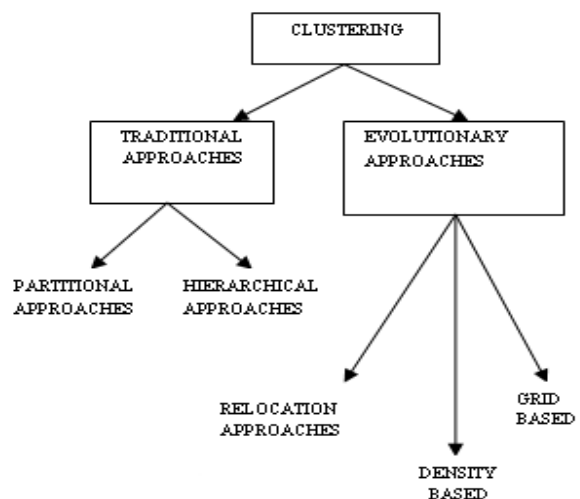 CLUSTERING
TRADITIONAL
APPROACHES
EVOLUTIONARY
APPROACHES
PARTITIONAL
APPROACHES
HIERARCHICAL
APPROACHES
RELOCATION
APPROACHES
DENSITY
BASED
GRID
BASED